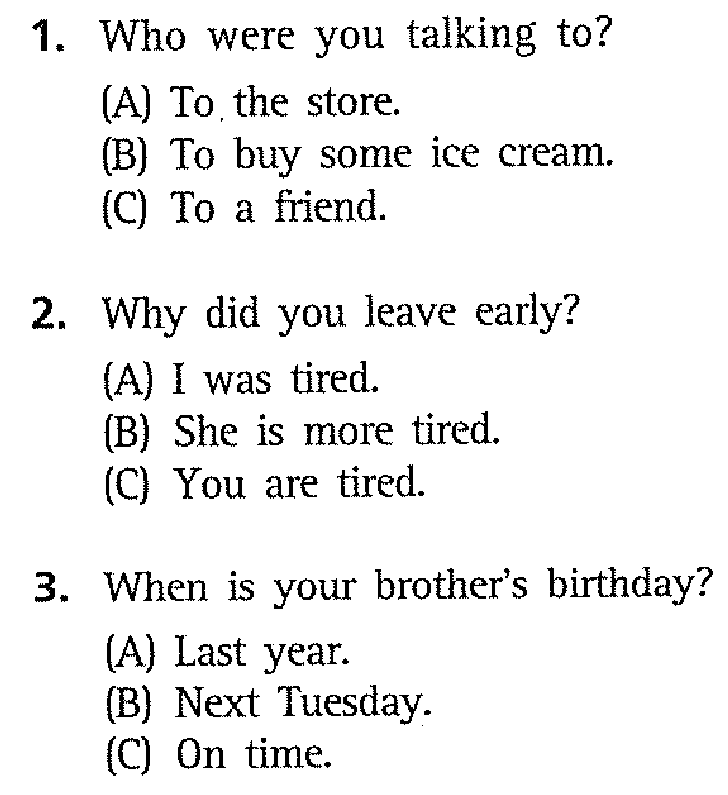 1. Who were you talking to?
(A) To the store.
(B) To buy some ice cream.
(C) To a friend.
2. Why did you leave early?
(A) I was tired.
(B) She is more tired.
(C) You are tired.
3. When is your brother's birthday?
(A) Last year.
(B) Next Tuesday.
(C) On time.